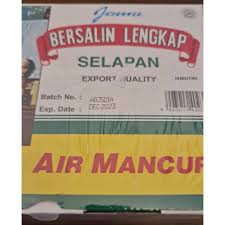 Jamu
BERSALIN LENGKAP
SELAPAN
EXPORT QUALITY
Batch No. :
Exp. Date : DEC 2023
AIR MANCUR